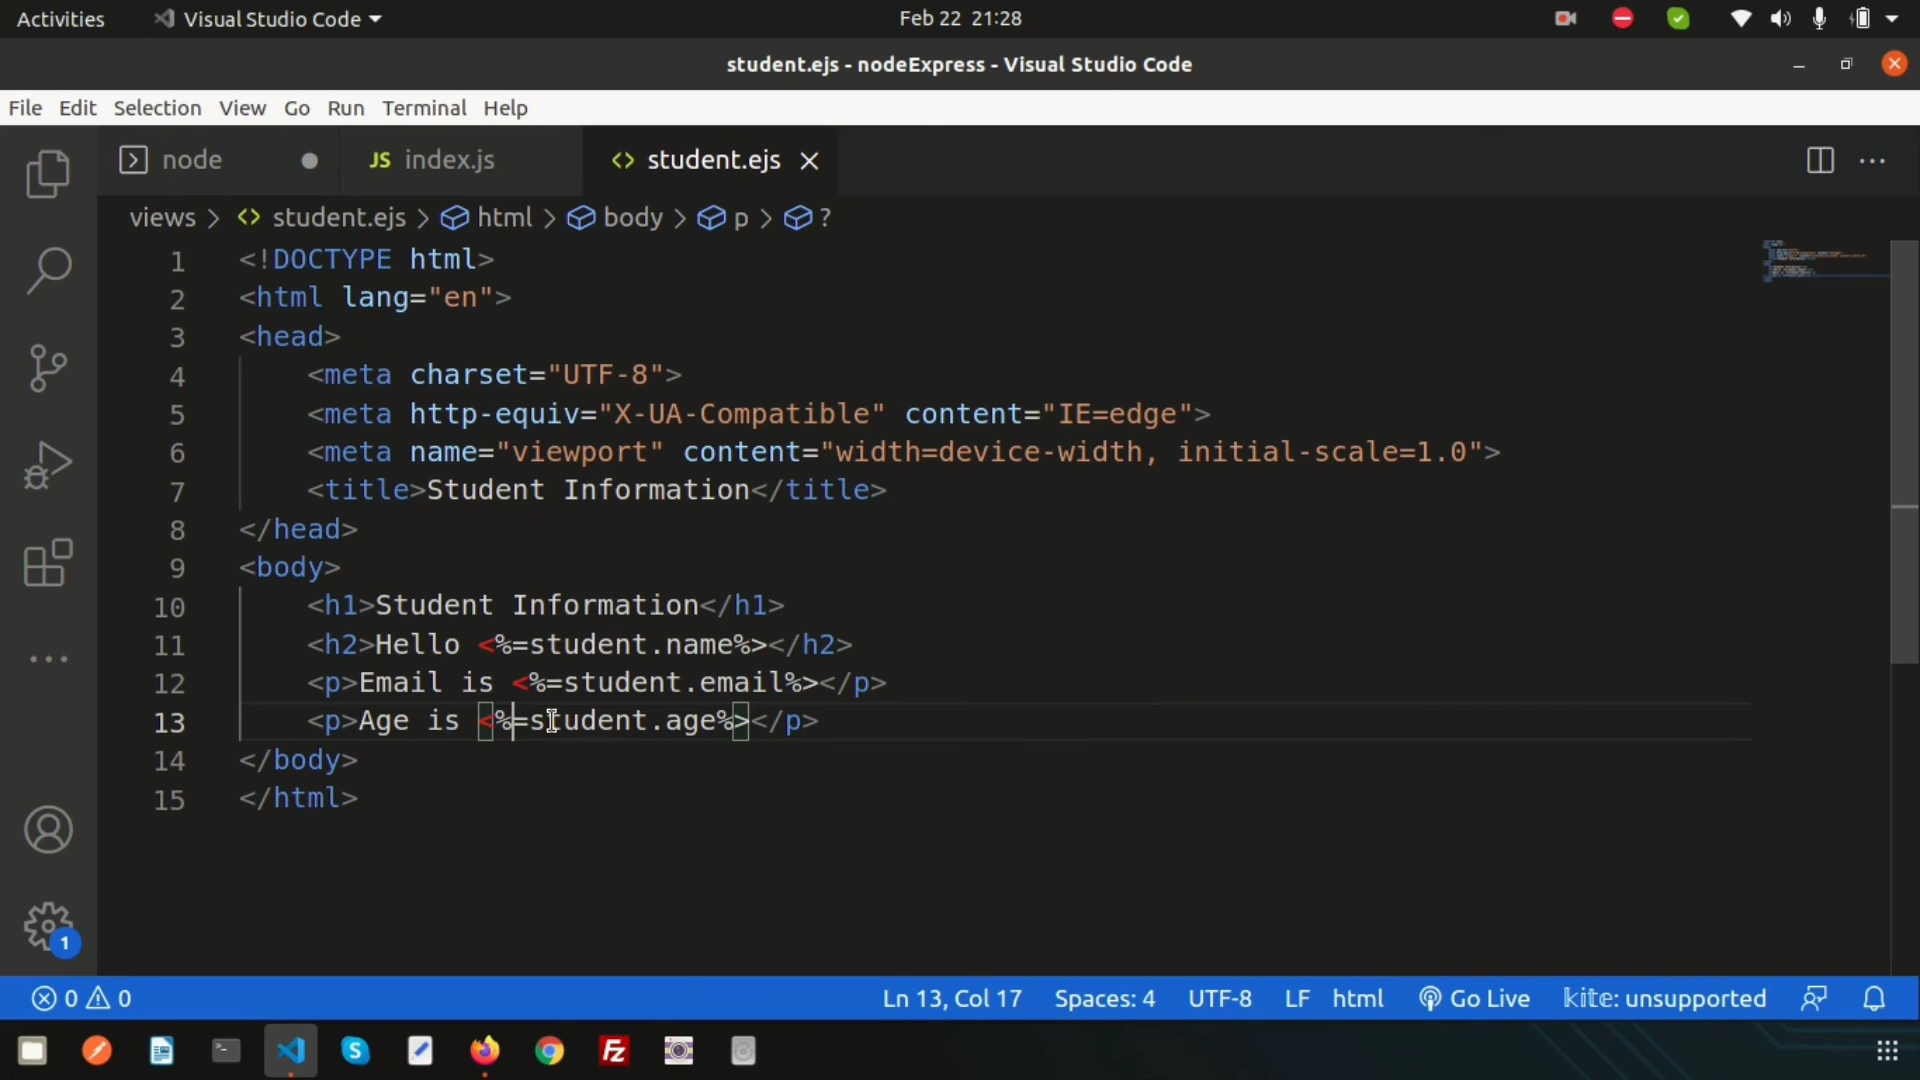 Activities Visual Studio Code Feb 22 21:28
student.ejs - nodeExpress - Visual Studio Code
File Edit Selection View Go Run Terminal Help
node JS index.js <> student.ejs
views > <> student.ejs > html > body > p > ?
1 <!DOCTYPE html>
2 <html lang="en">
3 <head>
4 <meta charset="UTF-8">
5 <meta http-equiv="X-UA-Compatible" content="IE=edge">
6 <meta name="viewport" content="width=device-width, initial-scale=1.0">
7 <title>Student Information</title>
8 </head>
9 <body>
10 <h1>Student Information</h1>
11 <h2>Hello <%=student.name%></h2>
12 <p>Email is <%=student.email%></p>
13 <p>Age is <%=student.age%></p>
14 </body>
15 </html>
1
0 0 Ln 13, Col 17 Spaces: 4 UTF-8 LF html Go Live kite: unsupported